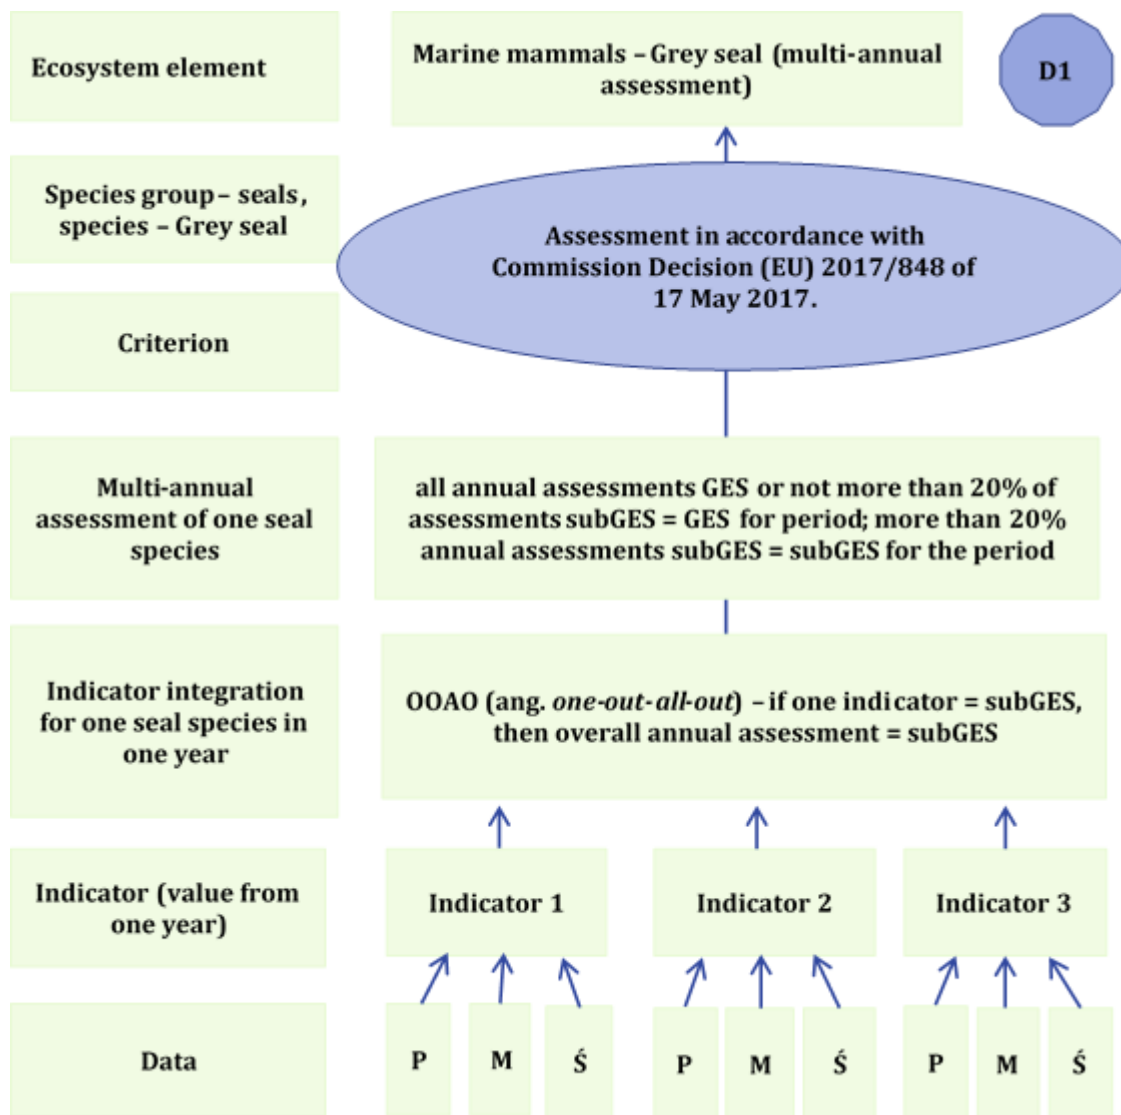 Ecosystem element
Marine mammals – Grey seal (multi-annual
assessment)
D1
Species group – seals,
species – Grey seal
Assessment in accordance with
Commission Decision (EU) 2017/848 of
17 May 2017.
Criterion
Multi-annual
assessment of one seal
species
all annual assessments GES or not more than 20% of
assessments subGES = GES for period; more than 20%
annual assessments subGES = subGES for the period
Indicator integration
for one seal species in
one year
OOAO (ang. one-out-all-out) – if one indicator = subGES,
then overall annual assessment = subGES
Indicator (value from
one year)
Indicator 1
Indicator 2
Indicator 3
Data
P
M
Ś
P
M
Ś
P
M
Ś